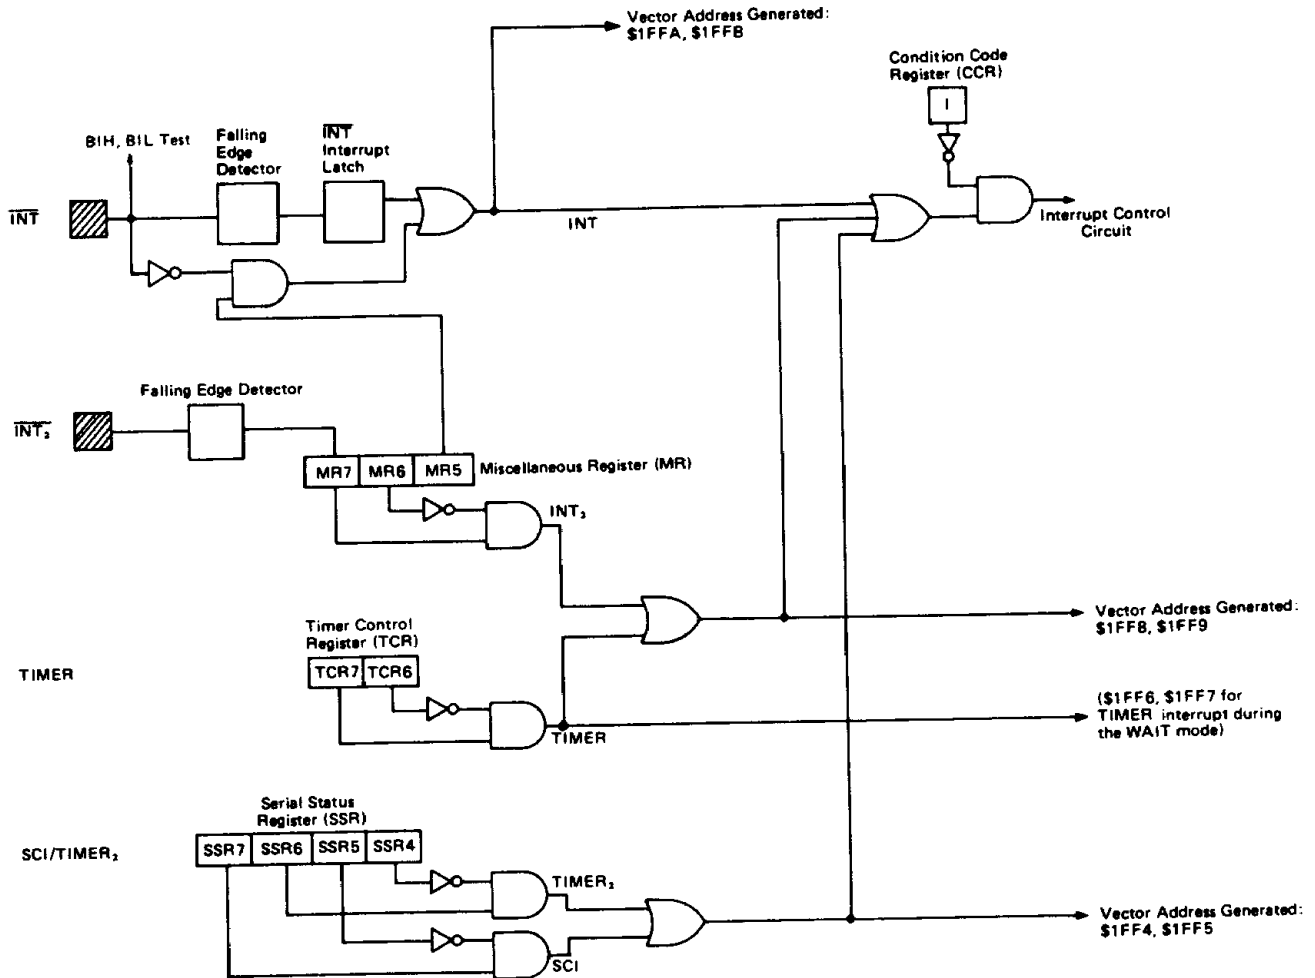 Vector Address Generated:
$1FFA, $1FFB
Condition Code
Register (CCR)
I
BIH, BIL Test
Falling
Edge
Detector
INT
Interrupt
Latch
INT
INT
Interrupt Control
Circuit
Falling Edge Detector
INT₂
MR7 MR6 MR5 Miscellaneous Register (MR)
INT₂
Vector Address Generated:
$1FF8, $1FF9
Timer Control
Register (TCR)
TCR7 TCR6
TIMER
($1FF6, $1FF7 for
TIMER interrupt during
the WAIT mode)
TIMER
Serial Status
Register (SSR)
SSR7 SSR6 SSR5 SSR4
SCI/TIMER₂
TIMER₂
Vector Address Generated:
$1FF4, $1FF5
SCI